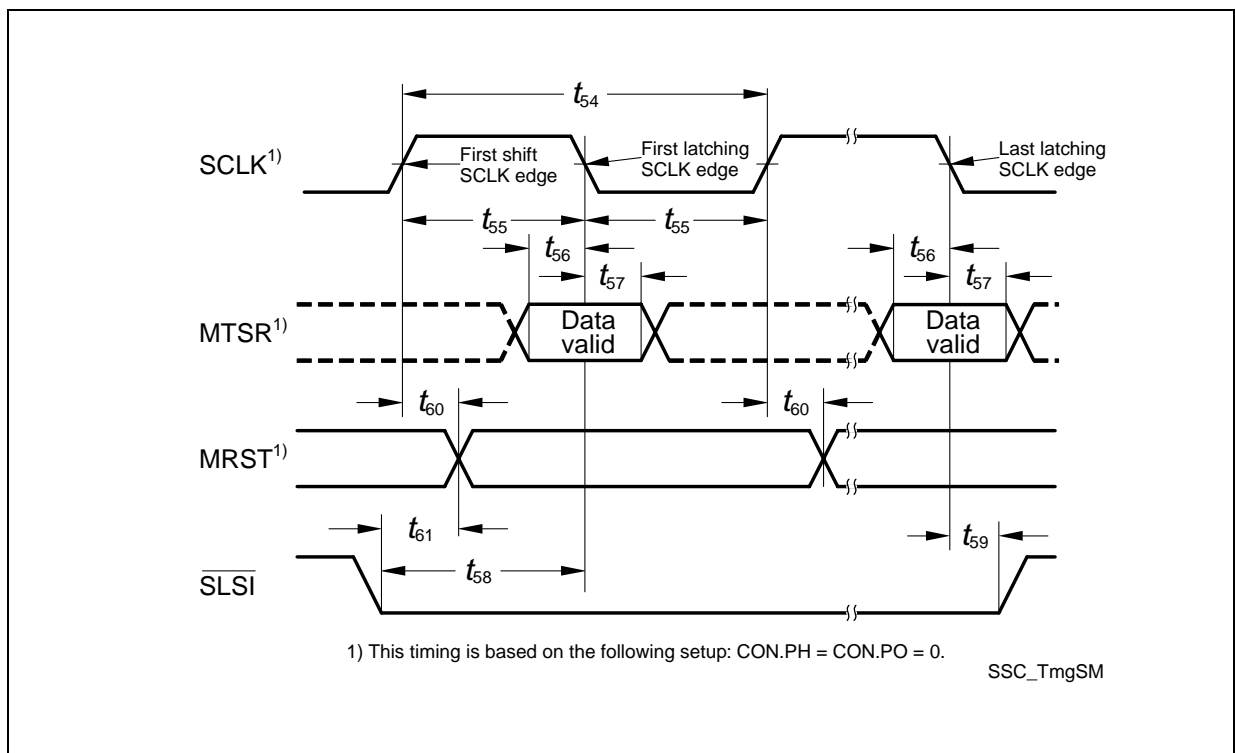 t54
SCLK1)
First shift
SCLK edge
First latching
SCLK edge
Last latching
SCLK edge
t55
t55
t56
t56
t57
t57
MTSR1)
Data
valid
Data
valid
t60
t60
MRST1)
t61
t59
t58
SLSI
1) This timing is based on the following setup: CON.PH = CON.PO = 0.
SSC_TmgSM